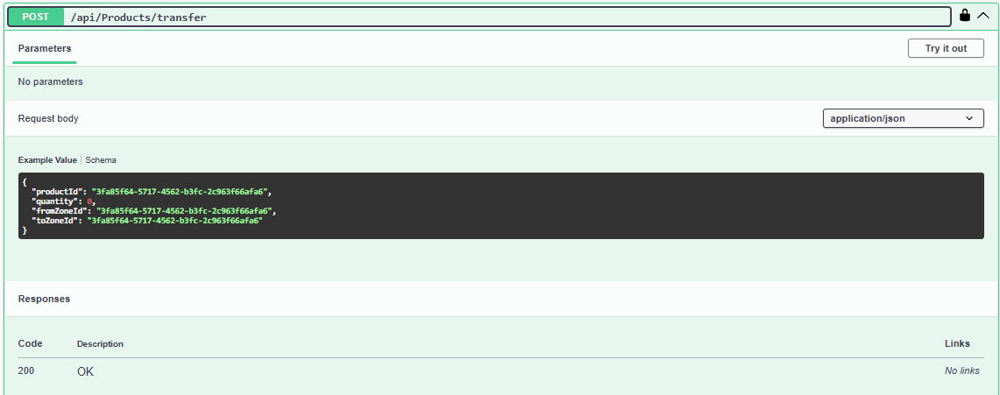 POST /api/Products/transfer
Parameters
Try it out
No parameters
Request body
application/json
Example Value | Schema
{
  "productId": "3fa85f64-5717-4562-b3fc-2c963f66afa6",
  "quantity": 0,
  "fromZoneId": "3fa85f64-5717-4562-b3fc-2c963f66afa6",
  "toZoneId": "3fa85f64-5717-4562-b3fc-2c963f66afa6"
}
Responses
Code Description Links
200 OK No links